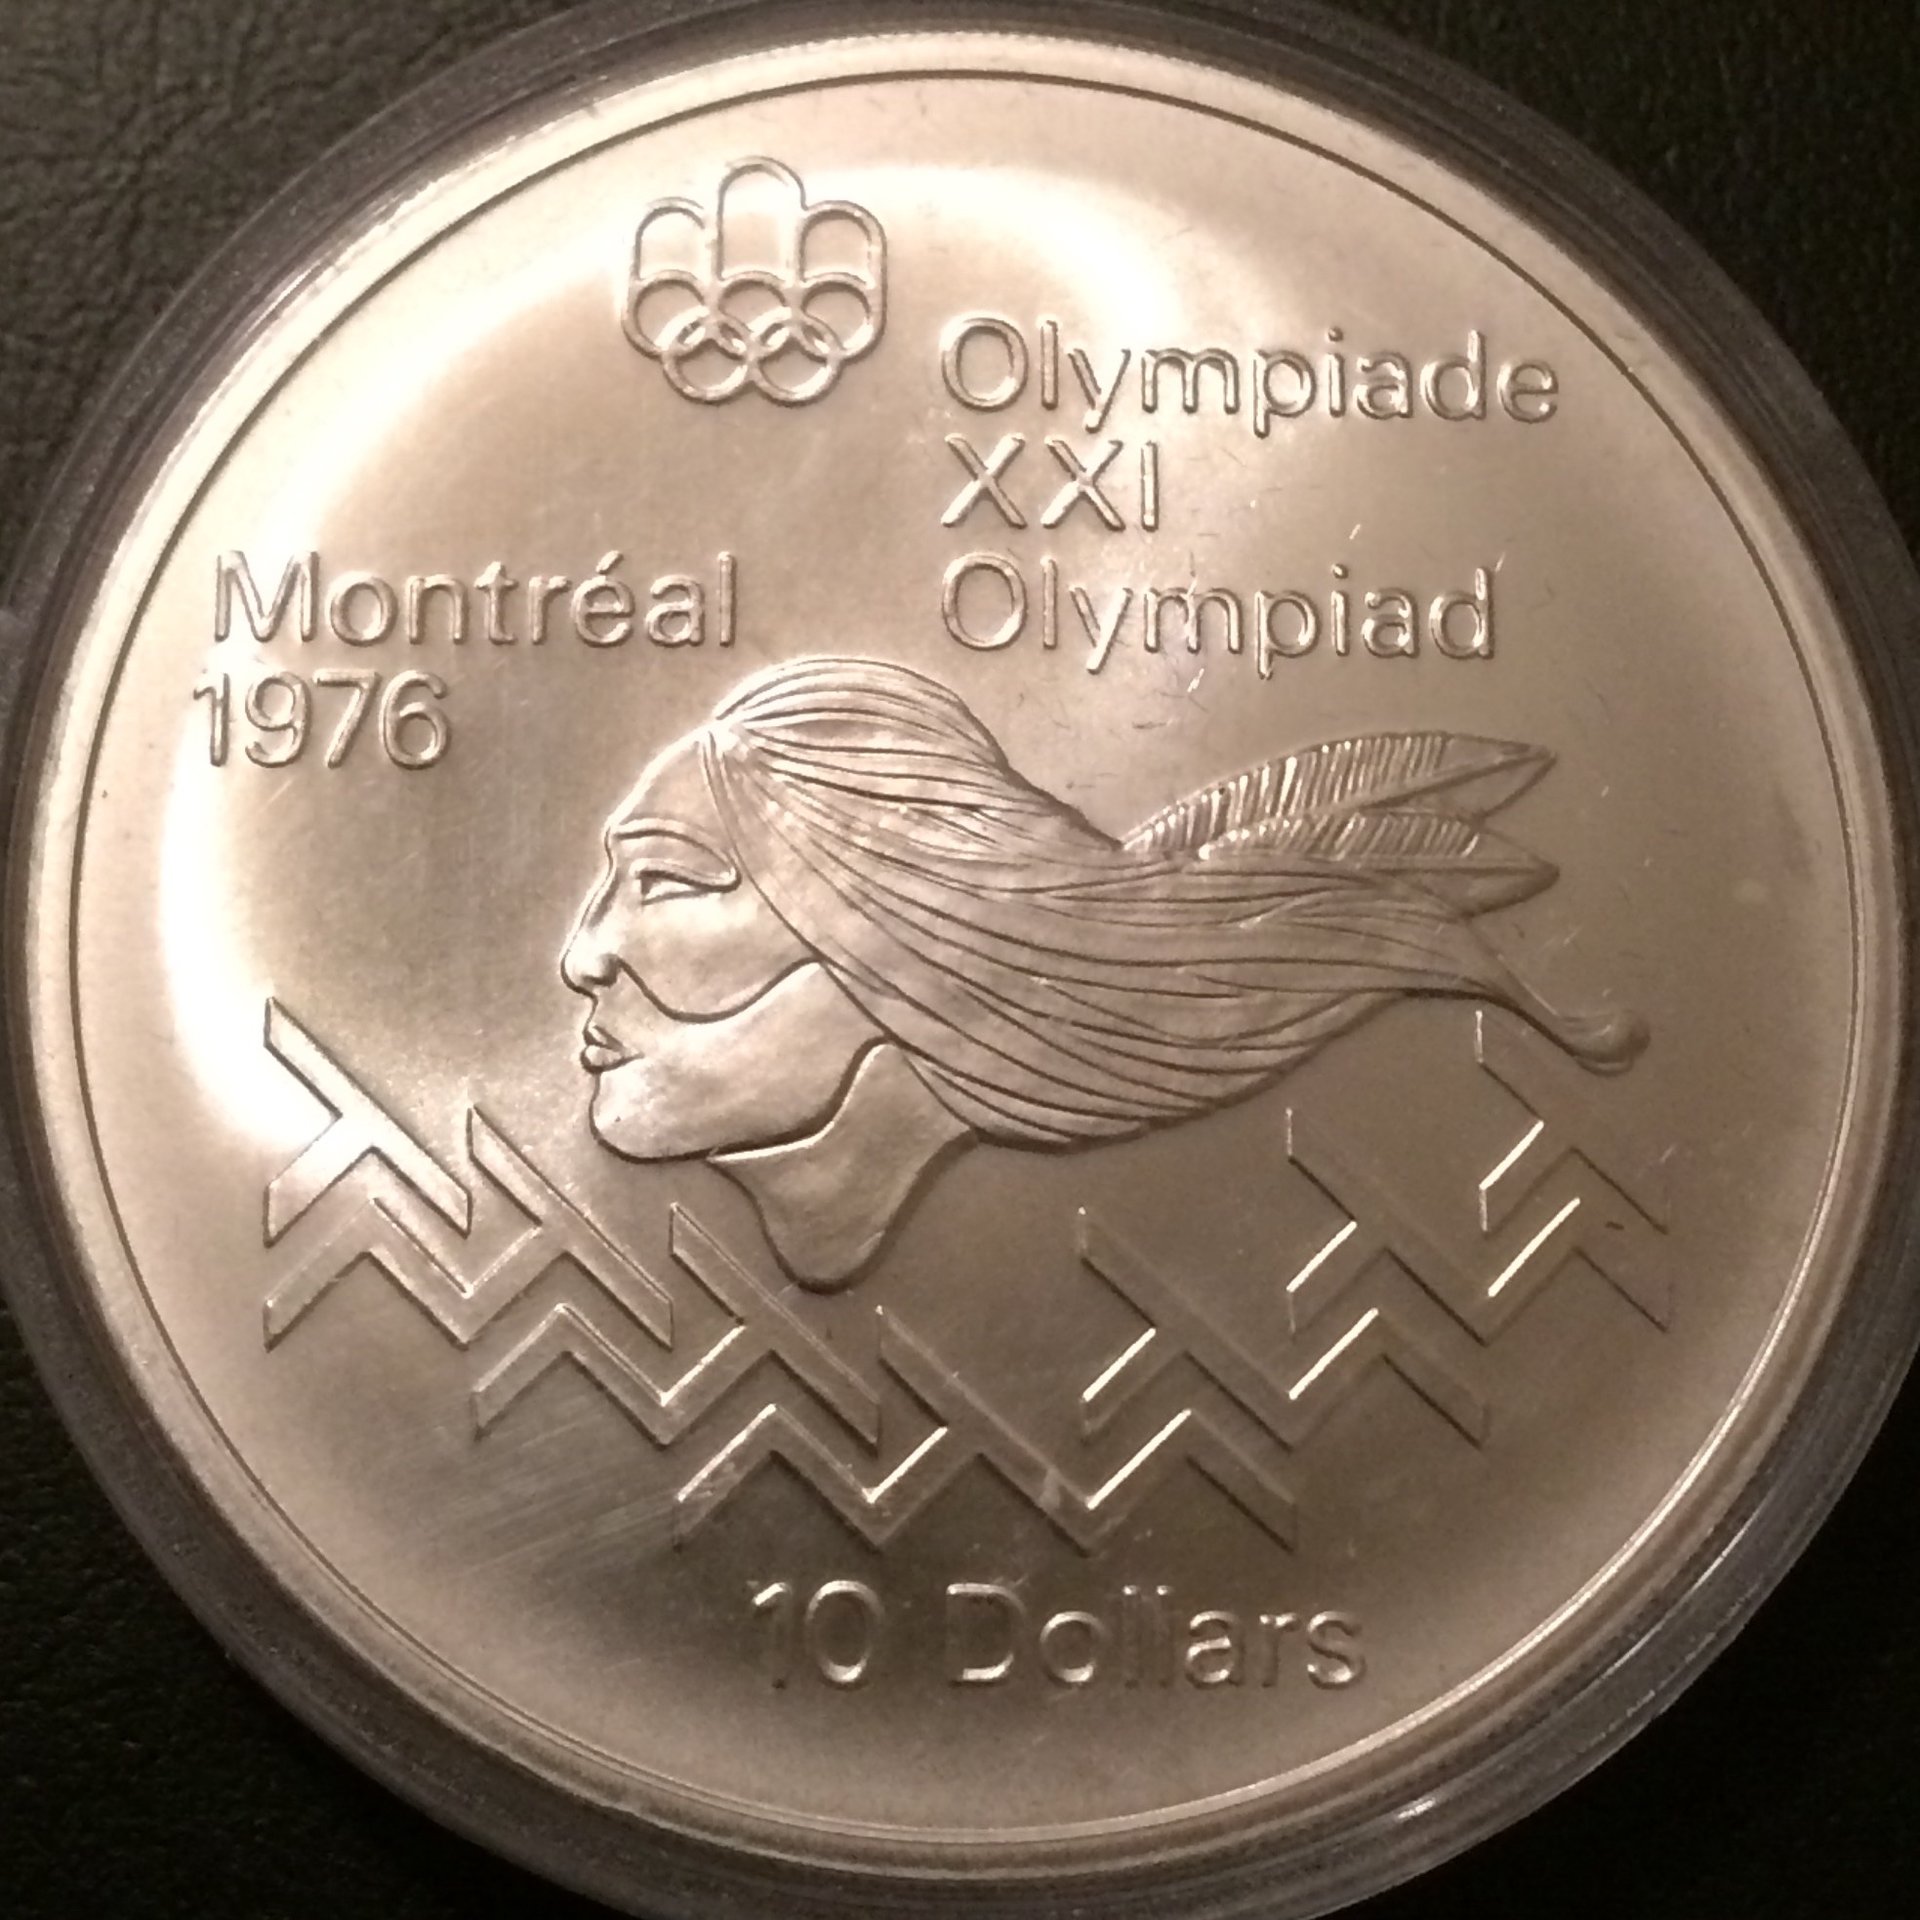 Olympiade
XXI
Olympiad
Montréal
1976
10 Dollars